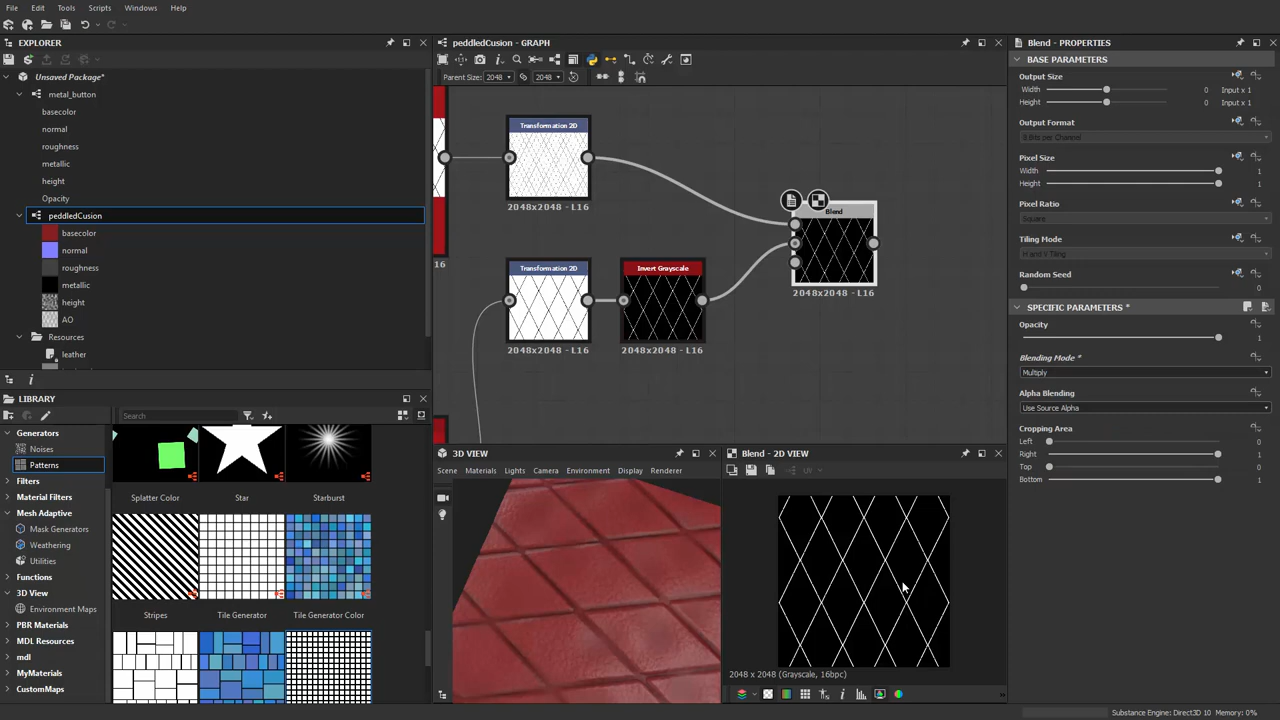 File Edit Tools Scripts Windows Help
EXPLORER
Unsaved Package*
metal_button
basecolor
normal
roughness
metallic
height
Opacity
peddledCusion
basecolor
normal
roughness
metallic
height
AO
Resources
leather
LIBRARY
Search
Generators
Noises
Patterns
Filters
Material Filters
Mesh Adaptive
Mask Generators
Weathering
Utilities
Functions
3D View
Environment Maps
PBR Materials
MDL Resources
mdl
MyMaterials
CustomMaps
Splatter Color Star Starburst
Stripes Tile Generator Tile Generator Color
peddledCusion - GRAPH
Parent Size: 2048 2048
Transformation 2D
2048x2048 - L16
16
Transformation 2D
2048x2048 - L16
Invert Grayscale
2048x2048 - L16
Blend
2048x2048 - L16
3D VIEW
Scene Materials Lights Camera Environment Display Renderer
Blend - 2D VIEW
UV
2048 x 2048 (Grayscale, 16bpc)
Blend - PROPERTIES
BASE PARAMETERS
Output Size
Width 0 Input x 1
Height 0 Input x 1
Output Format
8 Bits per Channel
Pixel Size
Width 1
Height 1
Pixel Ratio
Square
Tiling Mode
H and V Tiling
Random Seed
0
SPECIFIC PARAMETERS *
Opacity
1
Blending Mode *
Multiply
Alpha Blending
Use Source Alpha
Cropping Area
Left 0
Right 1
Top 0
Bottom 1
Substance Engine: Direct3D 10 Memory: 0%